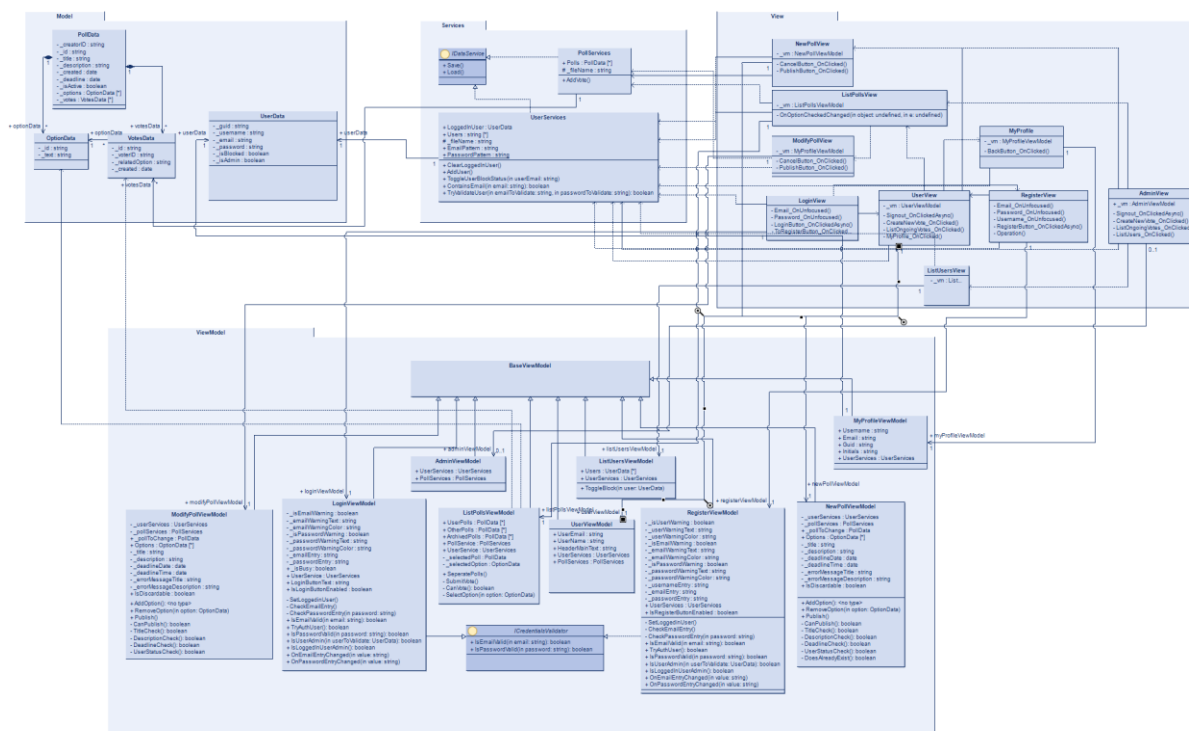 Model
PollData
- _creatorID : string
- _id : string
- _title : string
- _description : string
- _created : date
- _deadline : date
- _isActive : boolean
- _options : OptionData [*]
- _votes : VotesData [*]
+ optionData
+ votesData
OptionData
- _id : string
- _text : string
+ optionData
VotesData
- _id : string
- _voterID : string
- _relatedOption : string
- _created : date
+ votesData
+ userData
UserData
- _guid : string
- _username : string
- _email : string
- _password : string
- _isBlocked : boolean
- _isAdmin : boolean
+ userData
Services
IDataService
+ Save()
+ Load()
PollServices
+ Polls : PollData [*]
# _fileName : string
+ AddVote()
UserServices
+ LoggedInUser : UserData
+ Users : string [*]
# _fileName : string
+ EmailPattern : string
+ PasswordPattern : string
+ ClearLoggedInUser()
+ AddUser()
+ ToggleUserBlockStatus(in userEmail: string)
+ ContainsEmail(in email: string): boolean
+ TryValidateUser(in emailToValidate: string, in passwordToValidate: string): boolean
View
NewPollView
- _vm : NewPollViewModel
- CancelButton_OnClicked()
- PublishButton_OnClicked()
ListPollsView
- _vm : ListPollsViewModel
- OnOptionCheckedChanged(in object: undefined, in e: undefined)
ModifyPollView
- _vm : MyProfileViewModel
- CancelButton_OnClicked()
- PublishButton_OnClicked()
MyProfile
- _vm : MyProfileViewModel
- BackButton_OnClicked()
LoginView
- Email_OnUnfocused()
- Password_OnUnfocused()
- LoginButton_OnClickedAsync()
- ToRegisterButton_OnClicked
UserView
- _vm : UserViewModel
- Signout_OnClickedAsync()
- CreateNewVote_OnClicked()
- ListOngoingVotes_OnClicked()
- MyProfile_OnClicked()
RegisterView
- Email_OnUnfocused()
- Password_OnUnfocused()
- Username_OnUnfocused()
- RegisterButton_OnClickedAsync()
- Operation()
AdminView
+ _vm : AdminViewModel
- Signout_OnClickedAsync()
- CreateNewVote_OnClicked()
- ListOngoingVotes_OnClicked()
- ListUsers_OnClicked()
0..1
ListUsersView
- _vm : List...
ViewModel
BaseViewModel
MyProfileViewModel
+ Username : string
+ Email : string
+ Guid : string
+ Initials : string
+ UserServices : UserServices
+ myProfileViewModel
+ adminViewModel
0..1
AdminViewModel
+ UserServices : UserServices
+ PollServices : PollServices
+ listUsersViewModel
ListUsersViewModel
+ Users : UserData [*]
+ UserServices : UserServices
+ ToggleBlock(in user: UserData)
+ modifyPollViewModel
ModifyPollViewModel
- _userServices : UserServices
- _pollServices : PollServices
+ _pollToChange : PollData
+ Options : OptionData [*]
- _title : string
- _description : string
- _deadlineDate : date
- _deadlineTime : date
- _errorMessageTitle : string
- _errorMessageDescription : string
+ IsDiscardable : boolean
+ AddOption(): <no type>
+ RemoveOption(in option: OptionData)
+ Publish()
- CanPublish(): boolean
- TitleCheck(): boolean
- DescriptionCheck(): boolean
- DeadlineCheck(): boolean
- UserStatusCheck(): boolean
+ loginViewModel
LoginViewModel
- _isEmailWarning : boolean
- _emailWarningText : string
- _emailWarningColor : string
- _isPasswordWarning : boolean
- _passwordWarningText : string
- _passwordWarningColor : string
- _emailEntry : string
- _passwordEntry : string
+ _isBusy : boolean
+ UserService : UserServices
+ LoginButtonText : string
+ IsLoginButtonEnabled : boolean
- SetLoggedInUser()
- CheckEmailEntry()
- CheckPasswordEntry(in password: string)
+ IsEmailValid(in email: string): boolean
+ TryAuthUser(): boolean
+ IsPasswordValid(in password: string): boolean
+ IsUserAdmin(in userToValidate: UserData): boolean
+ IsLoggedInUserAdmin(): boolean
+ OnEmailEntryChanged(in value: string)
+ OnPasswordEntryChanged(in value: string)
+ listPollsViewModel
ListPollsViewModel
+ UserPolls : PollData [*]
+ OtherPolls : PollData [*]
+ ArchivedPolls : PollData [*]
+ PollService : PollServices
+ UserService : UserServices
- _selectedPoll : PollData
- _selectedOption : OptionData
+ SeperatePolls()
- SubmitVote()
- CanVote(): boolean
- SelectOption(in option: OptionData)
UserViewModel
+ UserEmail : string
+ UserName : string
+ HeaderMainText : string
+ UserServices : UserServices
+ PollServices : PollServices
+ registerViewModel
RegisterViewModel
- _isUserWarning : boolean
- _userWarningText : string
- _userWarningColor : string
- _isEmailWarning : boolean
- _emailWarningText : string
- _emailWarningColor : string
- _isPasswordWarning : boolean
- _passwordWarningText : string
- _passwordWarningColor : string
- _usernameEntry : string
- _emailEntry : string
- _passwordEntry : string
+ UserServices : UserServices
+ IsRegisterButtonEnabled : boolean
- SetLoggedInUser()
- CheckEmailEntry()
- CheckPasswordEntry(in password: string)
+ IsEmailValid(in email: string): boolean
+ TryAuthUser(): boolean
+ IsPasswordValid(in password: string): boolean
+ IsUserAdmin(in userToValidate: UserData): boolean
+ IsLoggedInUserAdmin(): boolean
+ OnEmailEntryChanged(in value: string)
+ OnPasswordEntryChanged(in value: string)
+ newPollViewModel
NewPollViewModel
- _userServices : UserServices
- _pollServices : PollServices
+ _pollToChange : PollData
+ Options : OptionData [*]
- _title : string
- _description : string
- _deadlineDate : date
- _deadlineTime : date
- _errorMessageTitle : string
- _errorMessageDescription : string
+ IsDiscardable : boolean
+ AddOption(): <no type>
+ RemoveOption(in option: OptionData)
+ Publish()
- CanPublish(): boolean
- TitleCheck(): boolean
- DescriptionCheck(): boolean
- DeadlineCheck(): boolean
- UserStatusCheck(): boolean
- DoesAlreadyExist(): boolean
ICredentialsValidator
+ IsEmailValid(in email: string): boolean
+ IsPasswordValid(in password: string): boolean